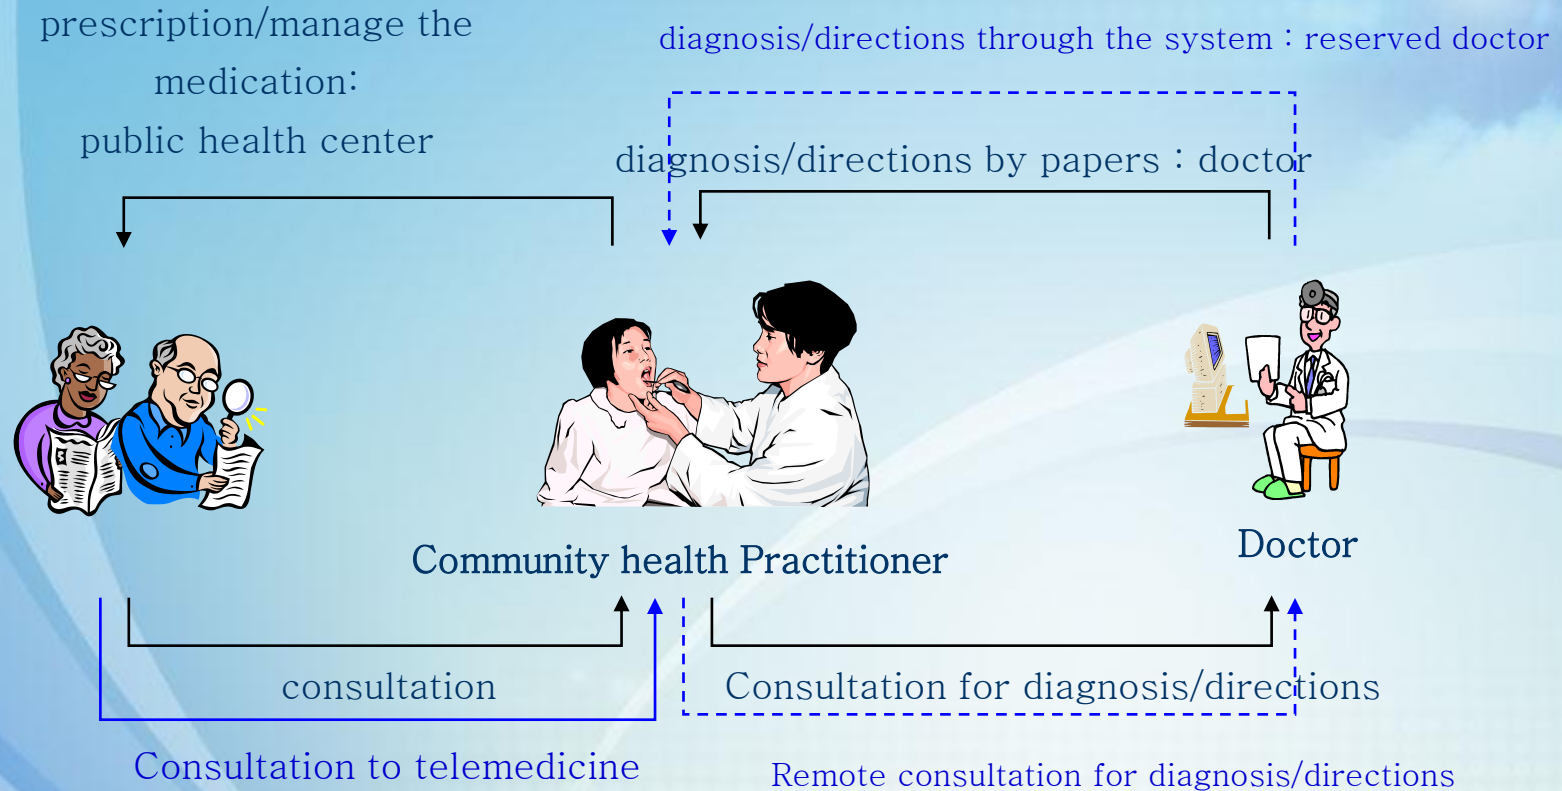 prescription/manage the
medication:
public health center
diagnosis/directions through the system : reserved doctor
diagnosis/directions by papers : doctor
Community health Practitioner
Doctor
consultation
Consultation for diagnosis/directions
Consultation to telemedicine
Remote consultation for diagnosis/directions